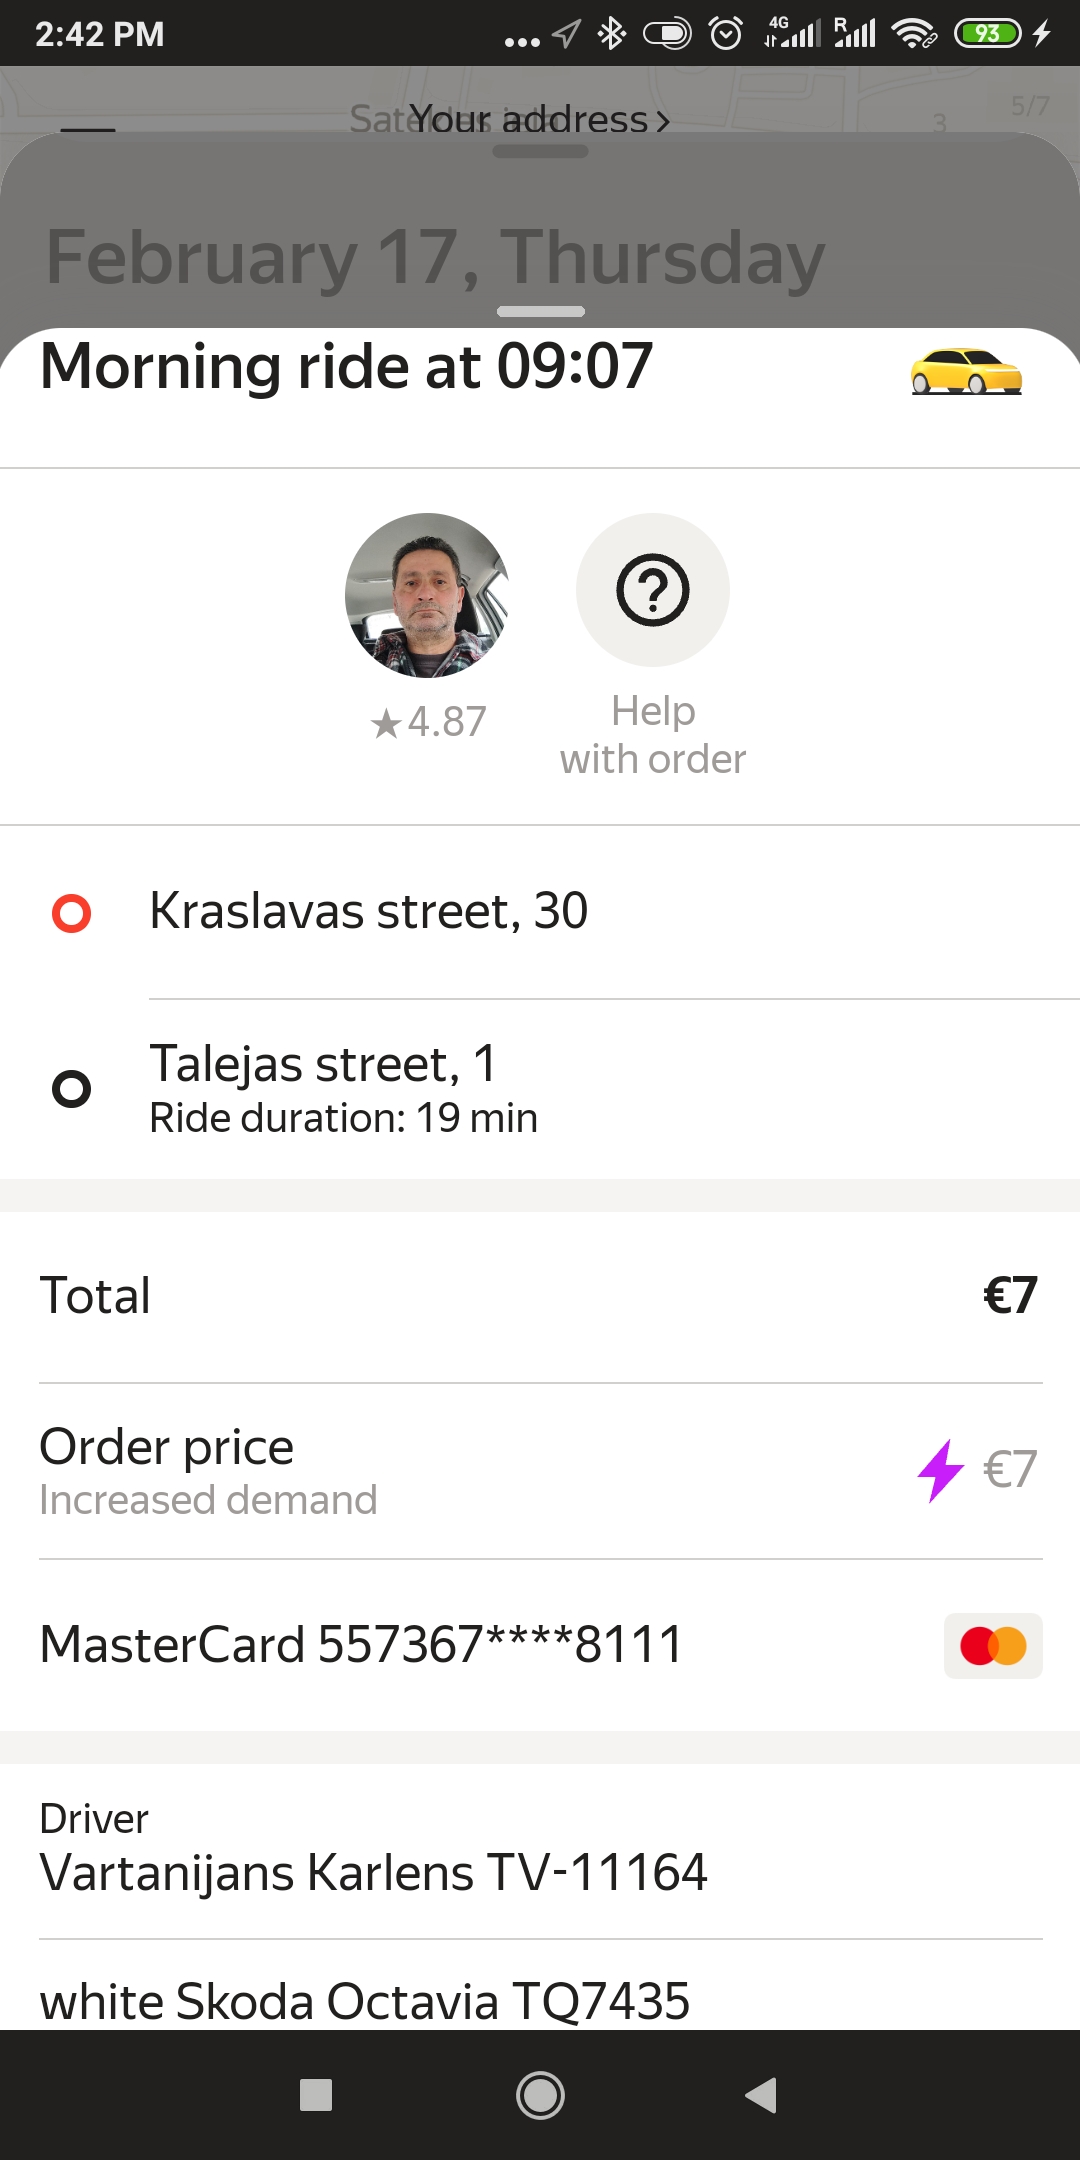 2:42 PM
4G
R
93
Your address
3
5/7
February 17, Thursday
Morning ride at 09:07
4.87
Help
with order
Kraslavas street, 30
Talejas street, 1
Ride duration: 19 min
Total
€7
Order price
€7
Increased demand
MasterCard 557367****8111
Driver
Vartanijans Karlens TV-11164
white Skoda Octavia TQ7435